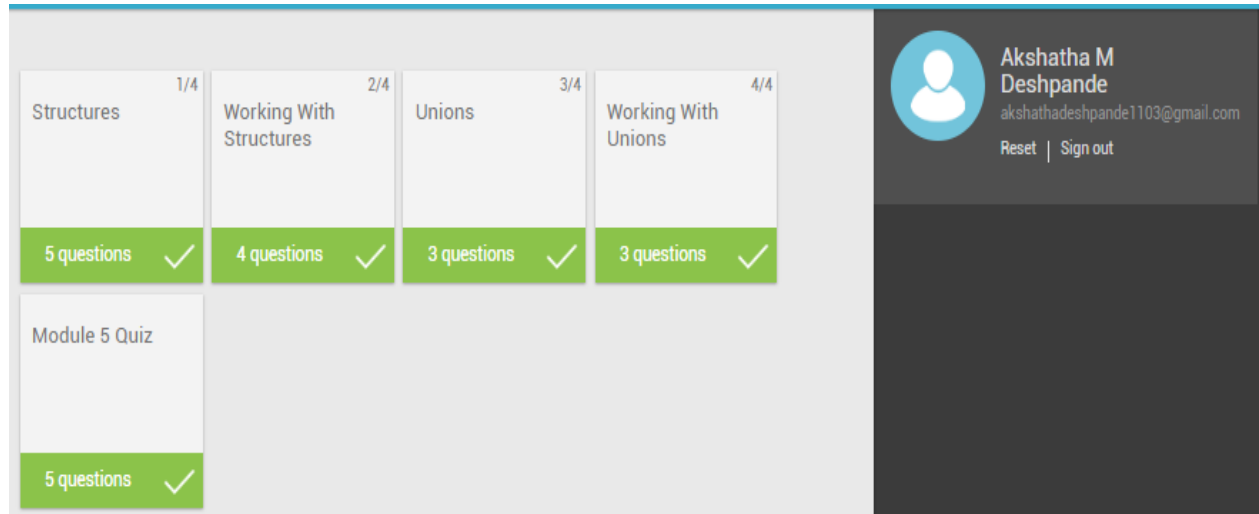 1/4
Structures
5 questions
2/4
Working With
Structures
4 questions
3/4
Unions
3 questions
4/4
Working With
Unions
3 questions
Module 5 Quiz
5 questions
Akshatha M
Deshpande
akshathadeshpande1103@gmail.com
Reset | Sign out